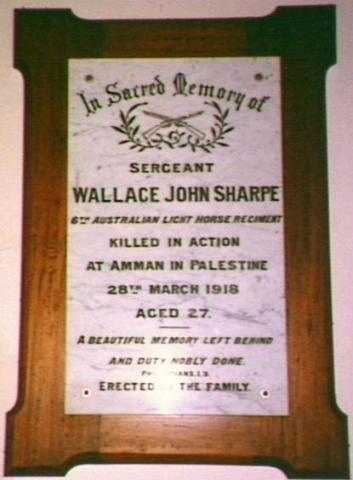 In Sacred Memory of
SERGEANT
WALLACE JOHN SHARPE
6TH AUSTRALIAN LIGHT HORSE REGIMENT
KILLED IN ACTION
AT AMMAN IN PALESTINE
28TH MARCH 1918
AGED 27.
A BEAUTIFUL MEMORY LEFT BEHIND
AND DUTY NOBLY DONE.
ERECTED BY THE FAMILY.